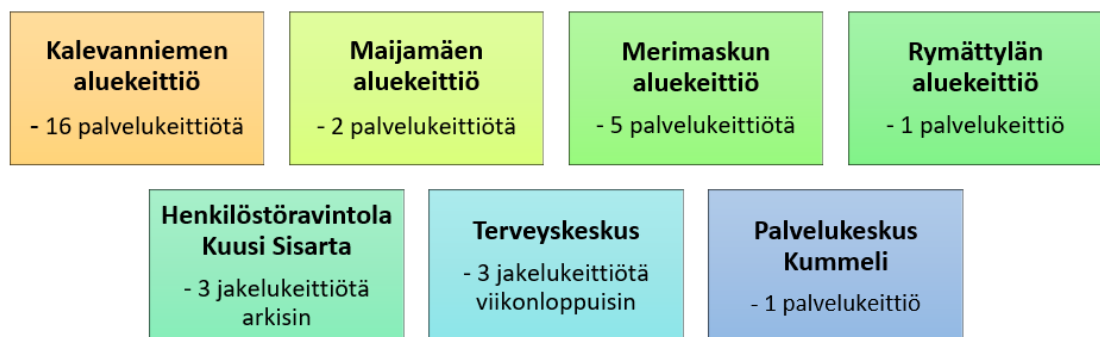 Kalevanniemen
aluekeittiö
- 16 palvelukeittiötä
Maijamäen
aluekeittiö
- 2 palvelukeittiötä
Merimaskun
aluekeittiö
- 5 palvelukeittiötä
Rymättylän
aluekeittiö
- 1 palvelukeittiö
Henkilöstöravintola
Kuusi Sisarta
- 3 jakelukeittiötä
arkisin
Terveyskeskus
- 3 jakelukeittiötä
viikonloppuisin
Palvelukeskus
Kummeli
- 1 palvelukeittiö